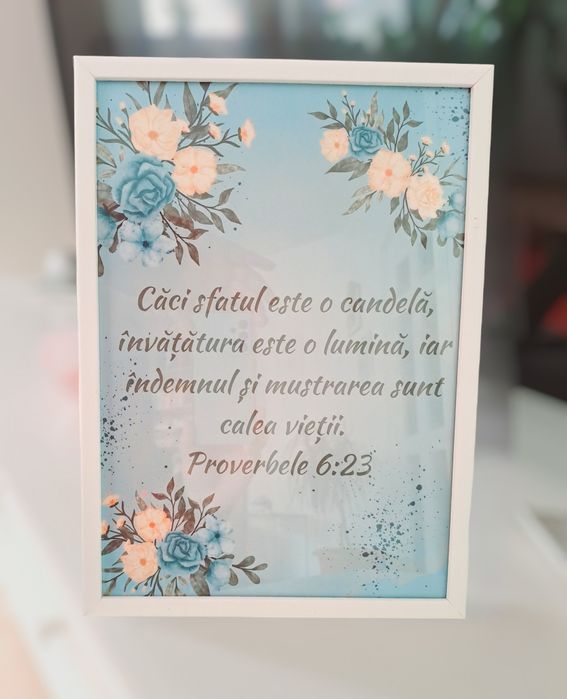 Căci sfatul este o candelă,
învățătura este o lumină, iar
îndemnul și mustrarea sunt
calea vieții.
Proverbele 6:23